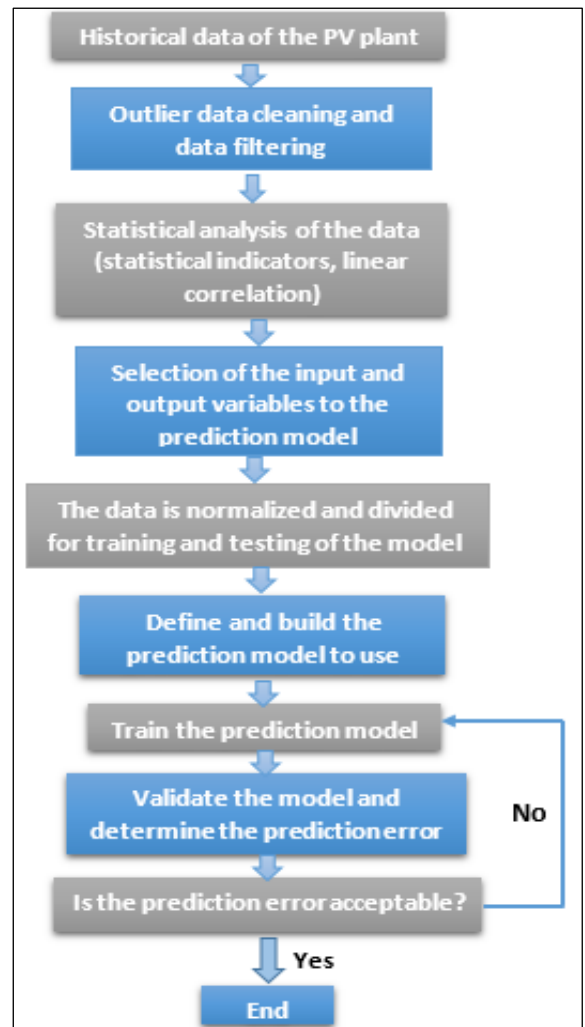 Historical data of the PV plant
Outlier data cleaning and
data filtering
Statistical analysis of the data
(statistical indicators, linear
correlation)
Selection of the input and
output variables to the
prediction model
The data is normalized and divided
for training and testing of the model
Define and build the
prediction model to use
Train the prediction model
Validate the model and
determine the prediction error
No
Is the prediction error acceptable?
Yes
End